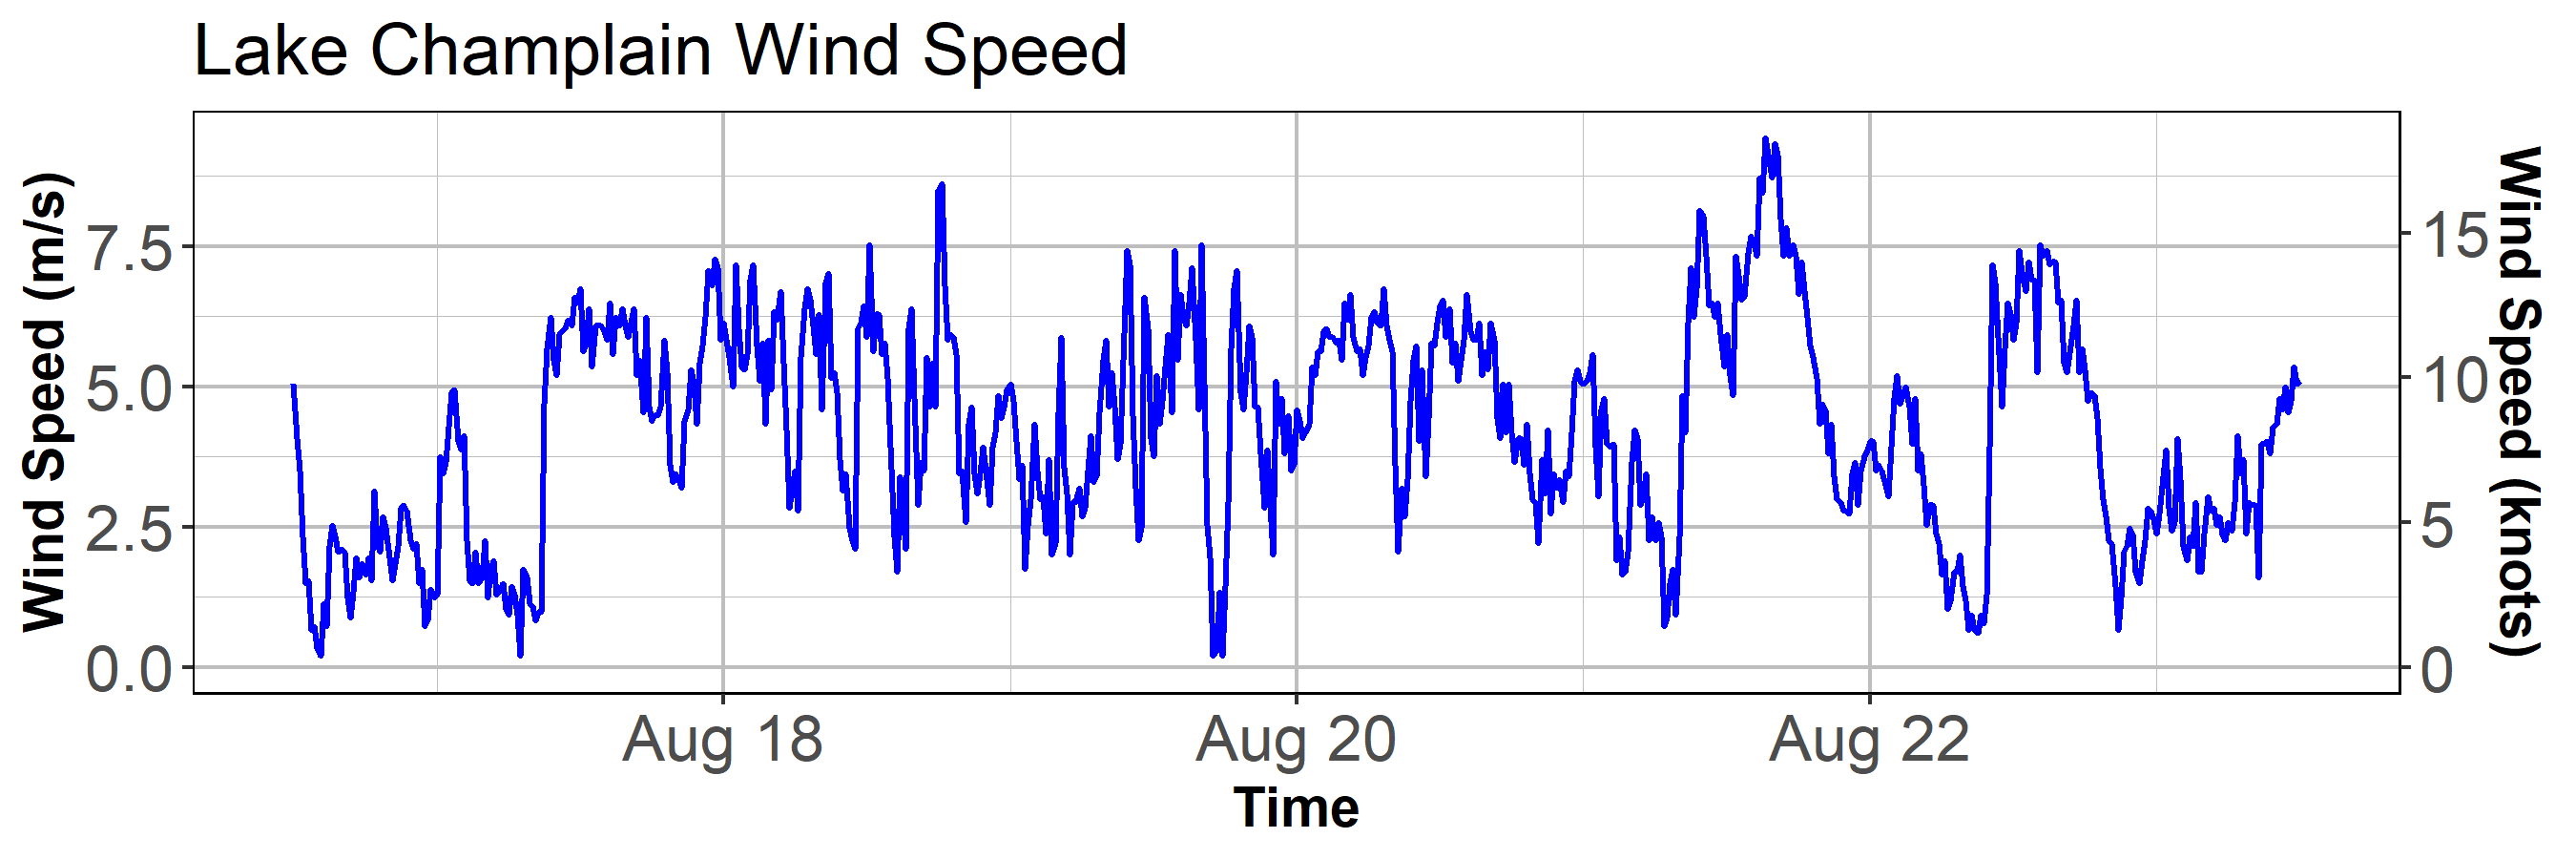 Lake Champlain Wind Speed
Wind Speed (m/s)
7.5
5.0
2.5
0.0
Wind Speed (knots)
15
10
5
0
Aug 18
Aug 20
Aug 22
Time